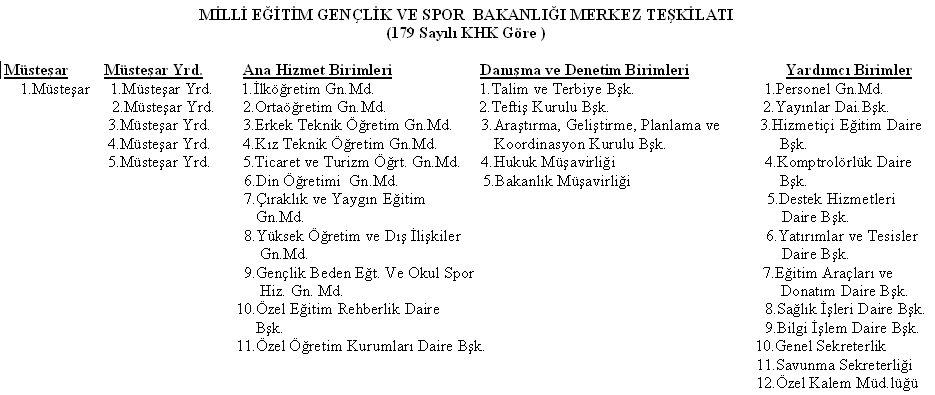 MİLLİ EĞİTİM GENÇLİK VE SPOR BAKANLIĞI MERKEZ TEŞKİLATI
(179 Sayılı KHK Göre )
Müsteşar
1.Müsteşar
Müsteşar Yrd.
1.Müsteşar Yrd.
2.Müsteşar Yrd.
3.Müsteşar Yrd.
4.Müsteşar Yrd.
5.Müsteşar Yrd.
Ana Hizmet Birimleri
1.İlköğretim Gn.Md.
2.Ortaöğretim Gn.Md.
3.Erkek Teknik Öğretim Gn.Md.
4.Kız Teknik Öğretim Gn.Md.
5.Ticaret ve Turizm Öğrt. Gn.Md.
6.Din Öğretimi Gn.Md.
7.Çıraklık ve Yaygın Eğitim
Gn.Md.
8.Yüksek Öğretim ve Dış İlişkiler
Gn.Md.
9.Gençlik Beden Eğt. Ve Okul Spor
Hiz. Gn. Md.
10.Özel Eğitim Rehberlik Daire
Bşk.
11.Özel Öğretim Kurumları Daire Bşk.
Danışma ve Denetim Birimleri
1.Talim ve Terbiye Bşk.
2.Teftiş Kurulu Bşk.
3.Araştırma, Geliştirme, Planlama ve
Koordinasyon Kurulu Bşk.
4.Hukuk Müşavirliği
5.Bakanlık Müşavirliği
Yardımcı Birimler
1.Personel Gn.Md.
2.Yayınlar Dai.Bşk.
3.Hizmetiçi Eğitim Daire
Bşk.
4.Komptrolörlük Daire
Bşk.
5.Destek Hizmetleri
Daire Bşk.
6.Yatırımlar ve Tesisler
Daire Bşk.
7.Eğitim Araçları ve
Donatım Daire Bşk.
8.Sağlık İşleri Daire Bşk.
9.Bilgi İşlem Daire Bşk.
10.Genel Sekreterlik
11.Savunma Sekreterliği
12.Özel Kalem Müd.lüğü